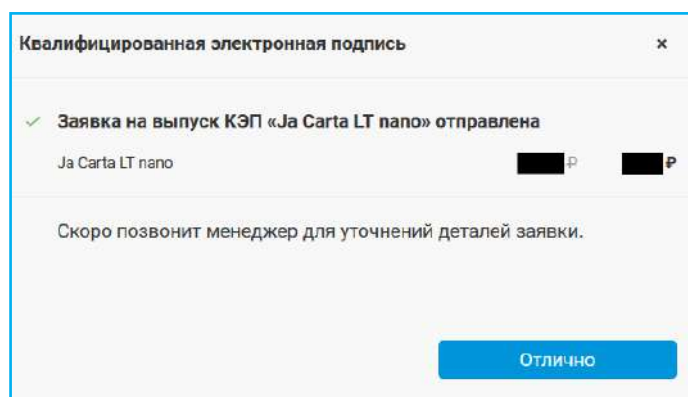 Квалифицированная электронная подпись ×
Заявка на выпуск КЭП «Ja Carta LT nano» отправлена
Ja Carta LT nano ₽ ₽
Скоро позвонит менеджер для уточнений деталей заявки.
Отлично